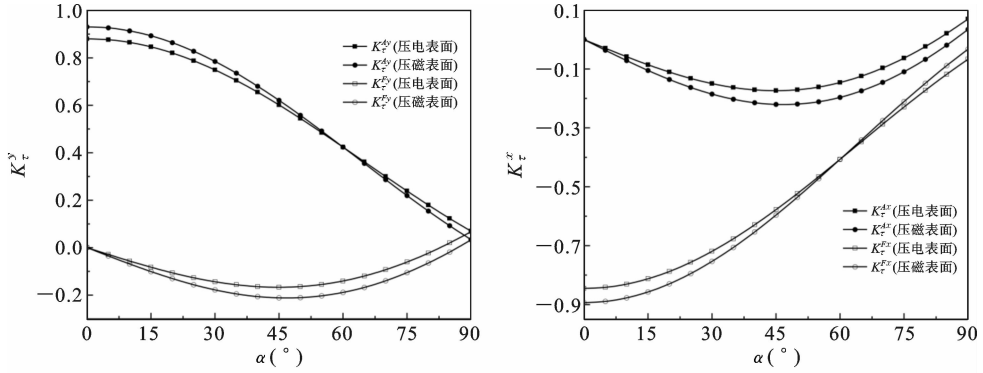 1.0
0.8
0.6
0.4
0.2
0.0
−0.2
K_τ^y
K_τ^{Ay}(压电表面)
K_τ^{Ay}(压磁表面)
K_τ^{Fy}(压电表面)
K_τ^{Fy}(压磁表面)
0 15 30 45 60 75 90
α(°)
0.1
−0.1
−0.3
−0.5
−0.7
−0.9
K_τ^x
K_τ^{Ax}(压电表面)
K_τ^{Ax}(压磁表面)
K_τ^{Fx}(压电表面)
K_τ^{Fx}(压磁表面)
0 15 30 45 60 75 90
α(°)